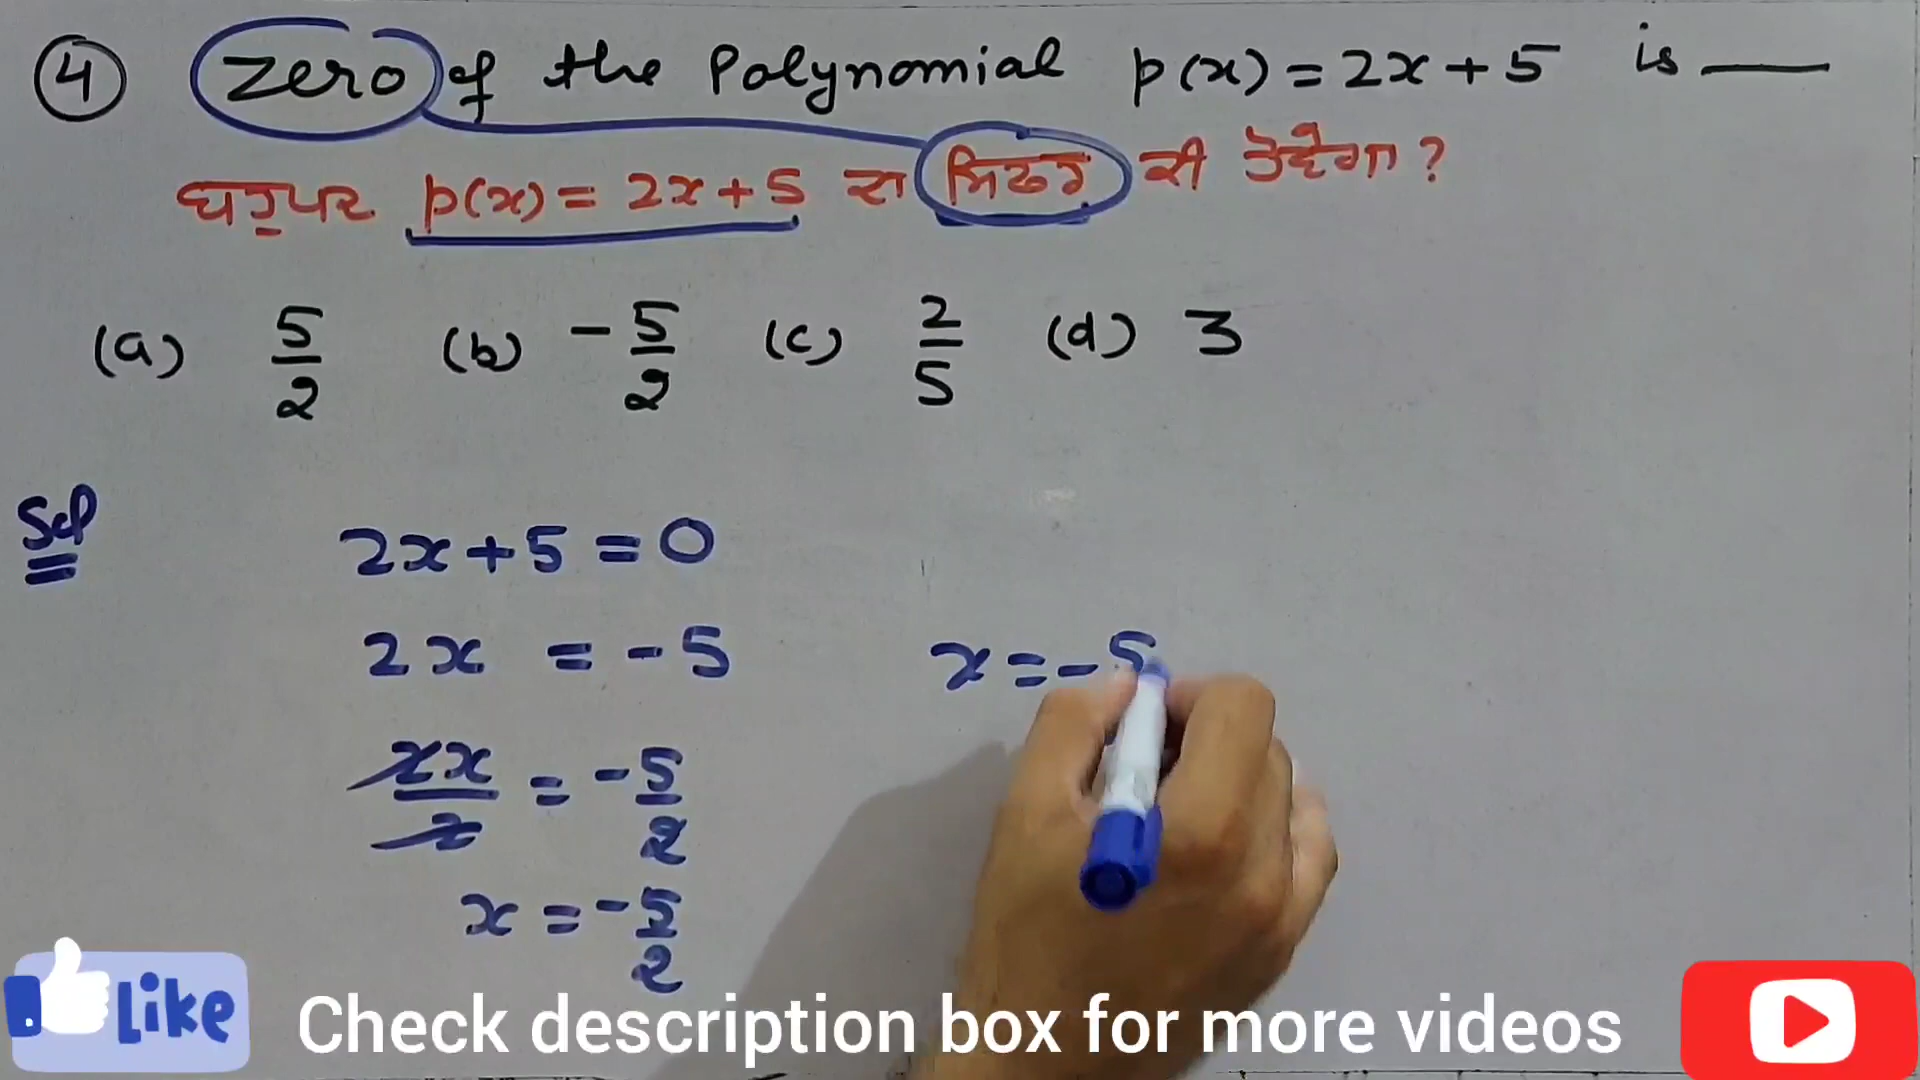 4 Zero of the Polynomial p(x) = 2x + 5 is ___
ਬਹੁਪਦ p(x) = 2x + 5 ਦਾ ਸਿਫਰ ਕੀ ਹੋਵੇਗਾ ?
(a) 5/2 (b) -5/2 (c) 2/5 (d) 3
Sol
2x + 5 = 0
2x = -5
2x/2 = -5/2
x = -5/2
x = -5
Like
Check description box for more videos